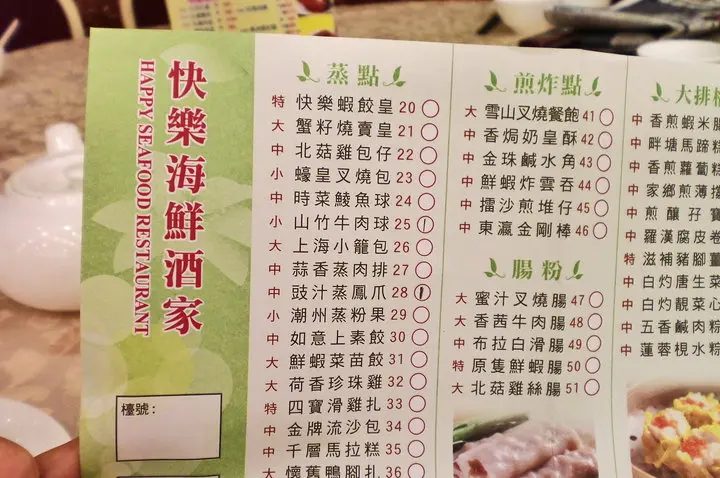 快樂海鮮酒家
HAPPY SEAFOOD RESTAURANT
檯號：
蒸點
特 快樂蝦餃皇 20
大 蟹籽燒賣皇 21
中 北菇雞包仔 22
小 蠔皇叉燒包 23
中 時菜鯪魚球 24
小 山竹牛肉球 25
大 上海小籠包 26
中 蒜香蒸肉排 27
中 豉汁蒸鳳爪 28
小 潮州蒸粉果 29
中 如意上素餃 30
大 鮮蝦菜苗餃 31
大 荷香珍珠雞 32
特 四寶滑雞扎 33
中 金牌流沙包 34
中 千層馬拉糕 35
大 懷舊鴨腳扎 36
煎炸點
大 雪山叉燒餐飽 41
中 香焗奶皇酥 42
中 金珠鹹水角 43
中 鮮蝦炸雲吞 44
中 擂沙煎堆仔 45
中 東瀛金剛棒 46
腸粉
大 蜜汁叉燒腸 47
大 香茜牛肉腸 48
中 布拉白滑腸 49
特 原隻鮮蝦腸 50
大 北菇雞絲腸 51
大排
中 香煎蝦米腸
中 畔塘馬蹄糕
中 香煎蘿蔔糕
中 家鄉煎薄撐
中 煎釀孖寶
中 羅漢腐皮卷
特 滋補豬腳薑
中 白灼唐生菜
中 白灼靚菜心
中 五香鹹肉粽
中 蓮蓉梘水粽